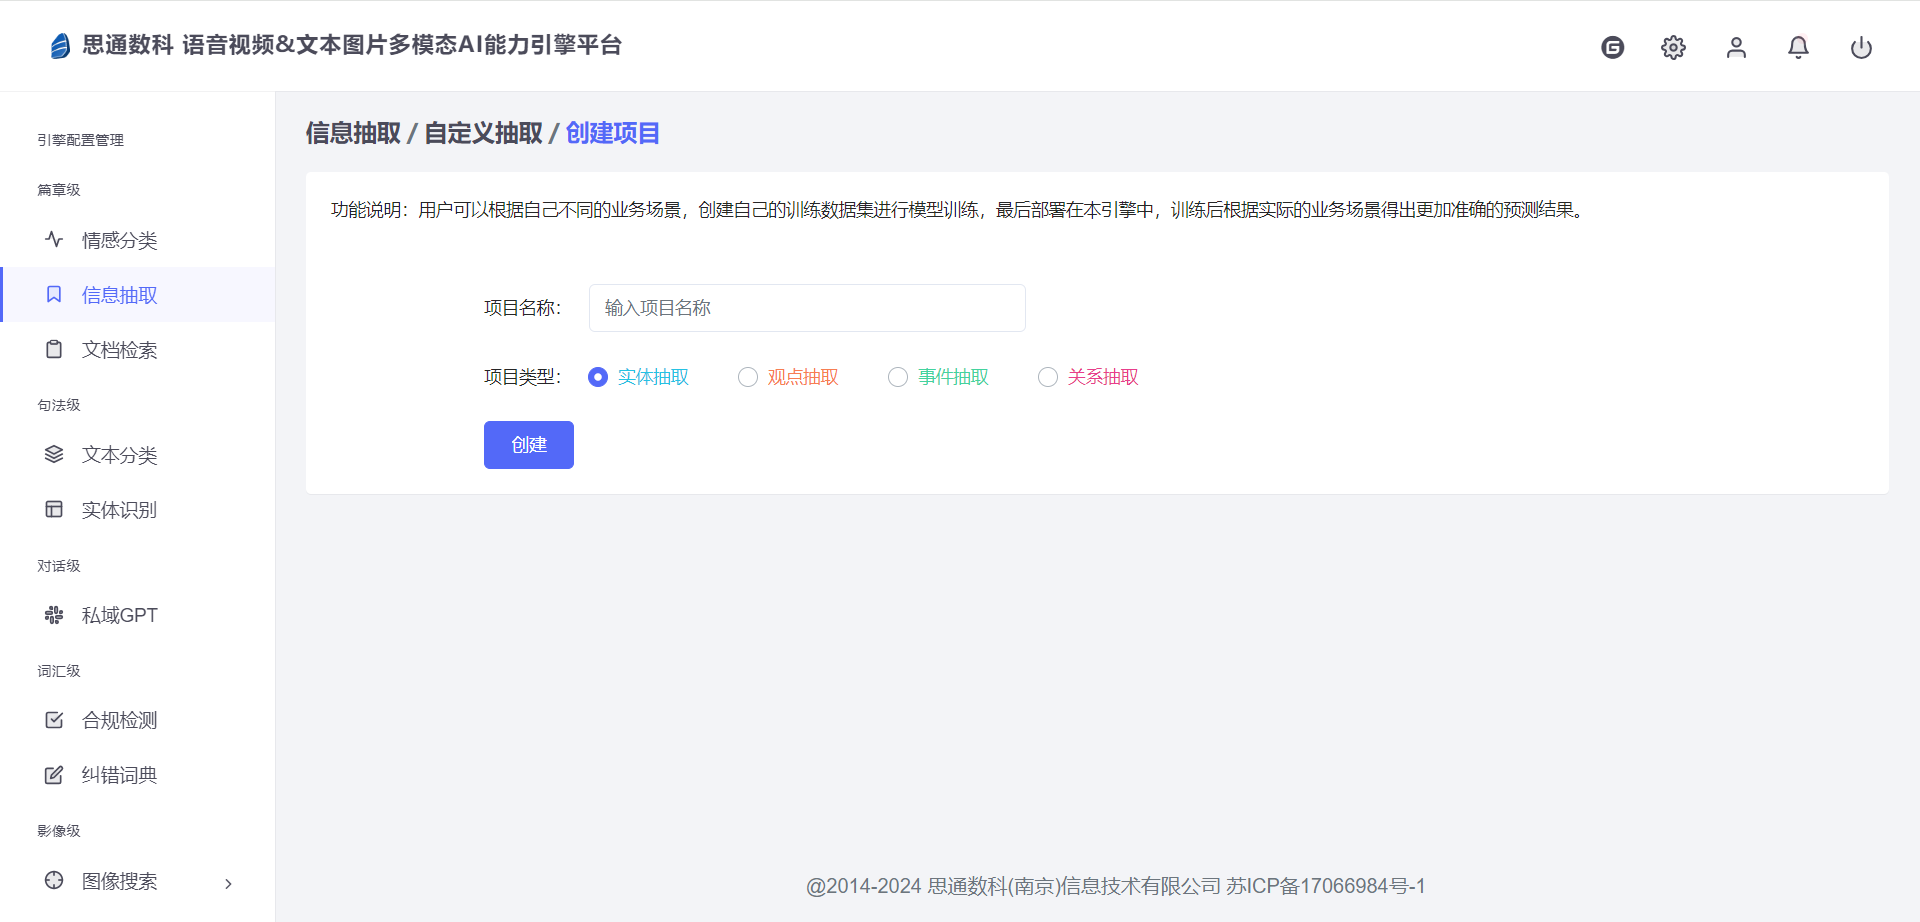 思通数科 语音视频&文本图片多模态AI能力引擎平台
引擎配置管理
篇章级
情感分类
信息抽取
文档检索
句法级
文本分类
实体识别
对话级
私域GPT
词汇级
合规检测
纠错词典
影像级
图像搜索
信息抽取 / 自定义抽取 / 创建项目
功能说明：用户可以根据自己不同的业务场景，创建自己的训练数据集进行模型训练，最后部署在本引擎中，训练后根据实际的业务场景得出更加准确的预测结果。
项目名称： 输入项目名称
项目类型： 实体抽取 观点抽取 事件抽取 关系抽取
创建
@2014-2024 思通数科(南京)信息技术有限公司 苏ICP备17066984号-1